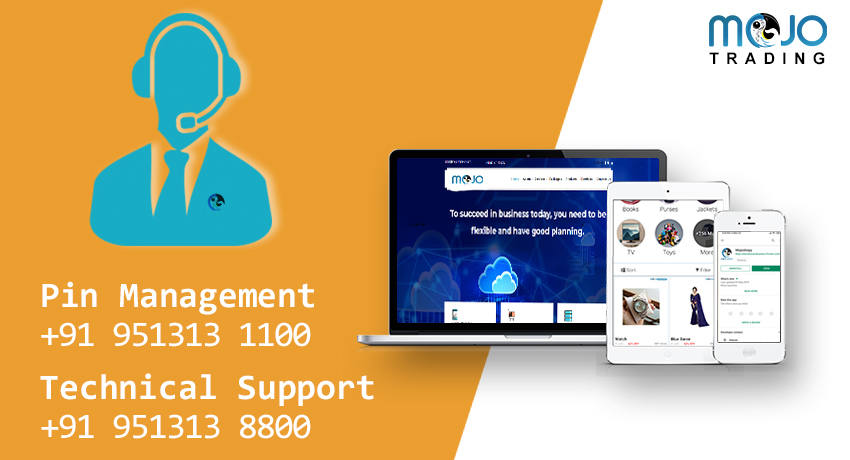 MOJO
TRADING
Pin Management
+91 951313 1100
Technical Support
+91 951313 8800
MOJO
To succeed in business today, you need to be
flexible and have good planning.
Books Purses Jackets
TV Toys More
Sort Filter
Watch Blue Saree